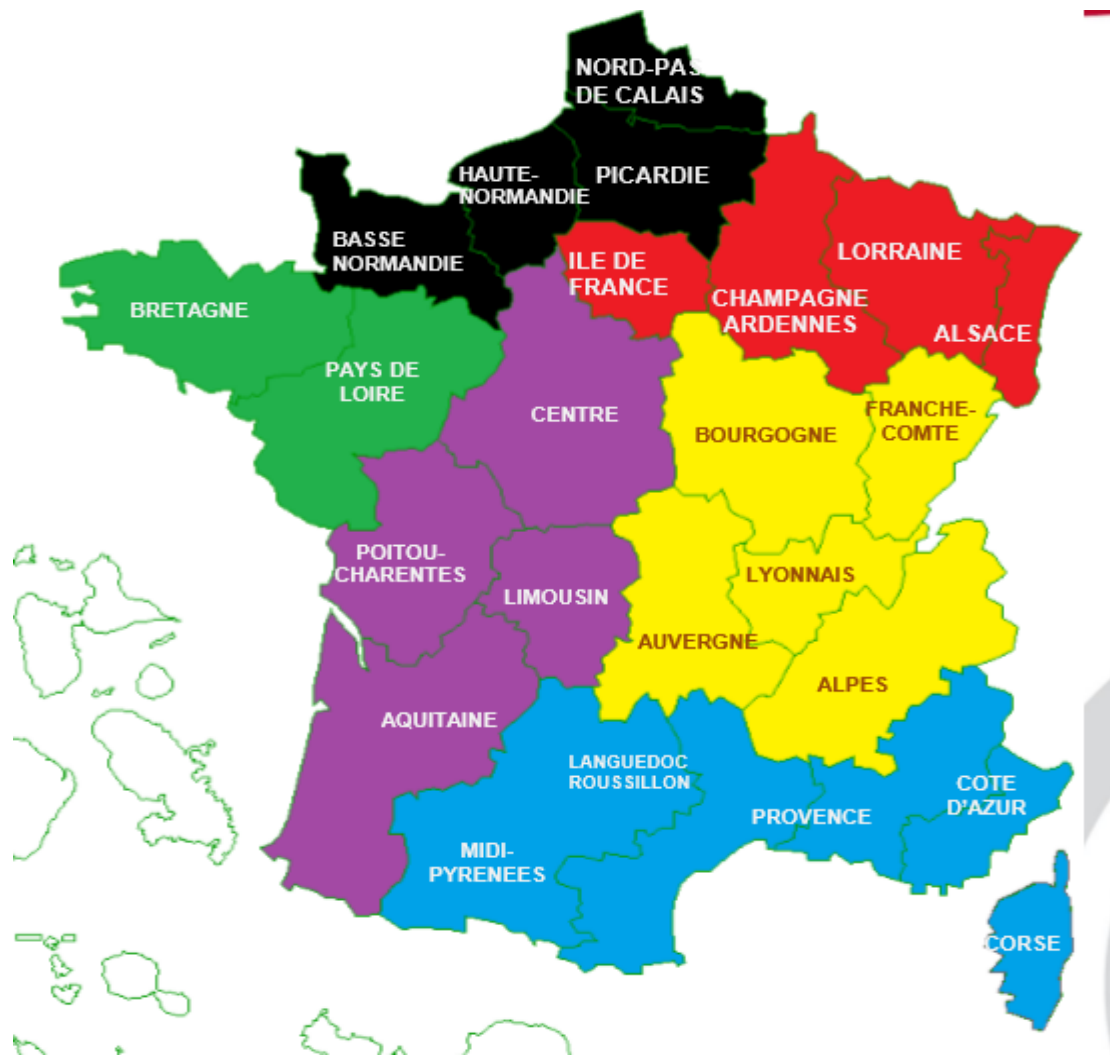 NORD-PAS
DE CALAIS
HAUTE-
NORMANDIE
PICARDIE
BASSE
NORMANDIE
ILE DE
FRANCE
LORRAINE
CHAMPAGNE
ARDENNES
ALSACE
BRETAGNE
PAYS DE
LOIRE
CENTRE
BOURGOGNE
FRANCHE-
COMTE
POITOU-
CHARENTES
LIMOUSIN
LYONNAIS
AUVERGNE
ALPES
AQUITAINE
LANGUEDOC
ROUSSILLON
PROVENCE
COTE
D'AZUR
MIDI-
PYRENEES
CORSE